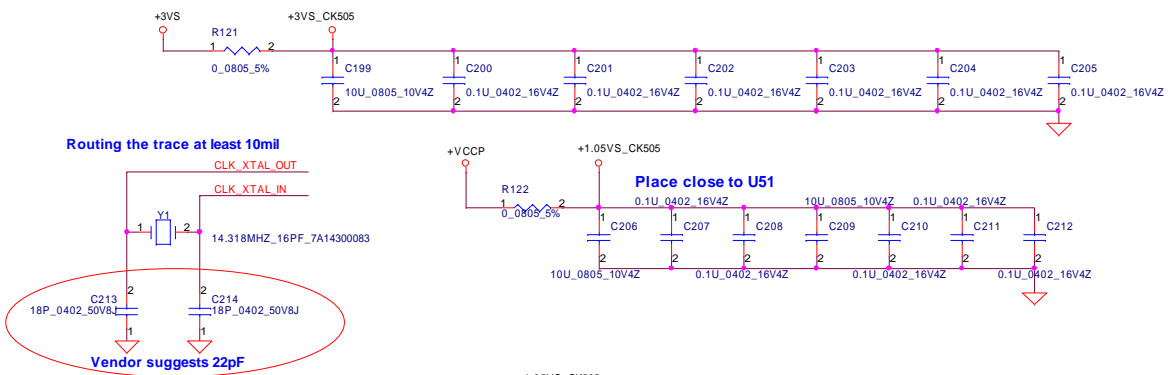 +3VS
+3VS_CK505
R121
1 2
0_0805_5%
1 1 1 1 1 1 1
C199 C200 C201 C202 C203 C204 C205
10U_0805_10V4Z 0.1U_0402_16V4Z 0.1U_0402_16V4Z 0.1U_0402_16V4Z 0.1U_0402_16V4Z 0.1U_0402_16V4Z 0.1U_0402_16V4Z
2 2 2 2 2 2 2
Routing the trace at least 10mil
CLK_XTAL_OUT
CLK_XTAL_IN
Y1
1 2
14.318MHZ_16PF_7A14300083
2 2
C213 C214
18P_0402_50V8J 18P_0402_50V8J
1 1
Vendor suggests 22pF
+VCCP
+1.05VS_CK505
R122
1 2
0_0805_5%
Place close to U51
0.1U_0402_16V4Z 10U_0805_10V4Z 0.1U_0402_16V4Z
1 1 1 1 1 1 1
C206 C207 C208 C209 C210 C211 C212
2 2 2 2 2 2 2
10U_0805_10V4Z 0.1U_0402_16V4Z 0.1U_0402_16V4Z 0.1U_0402_16V4Z